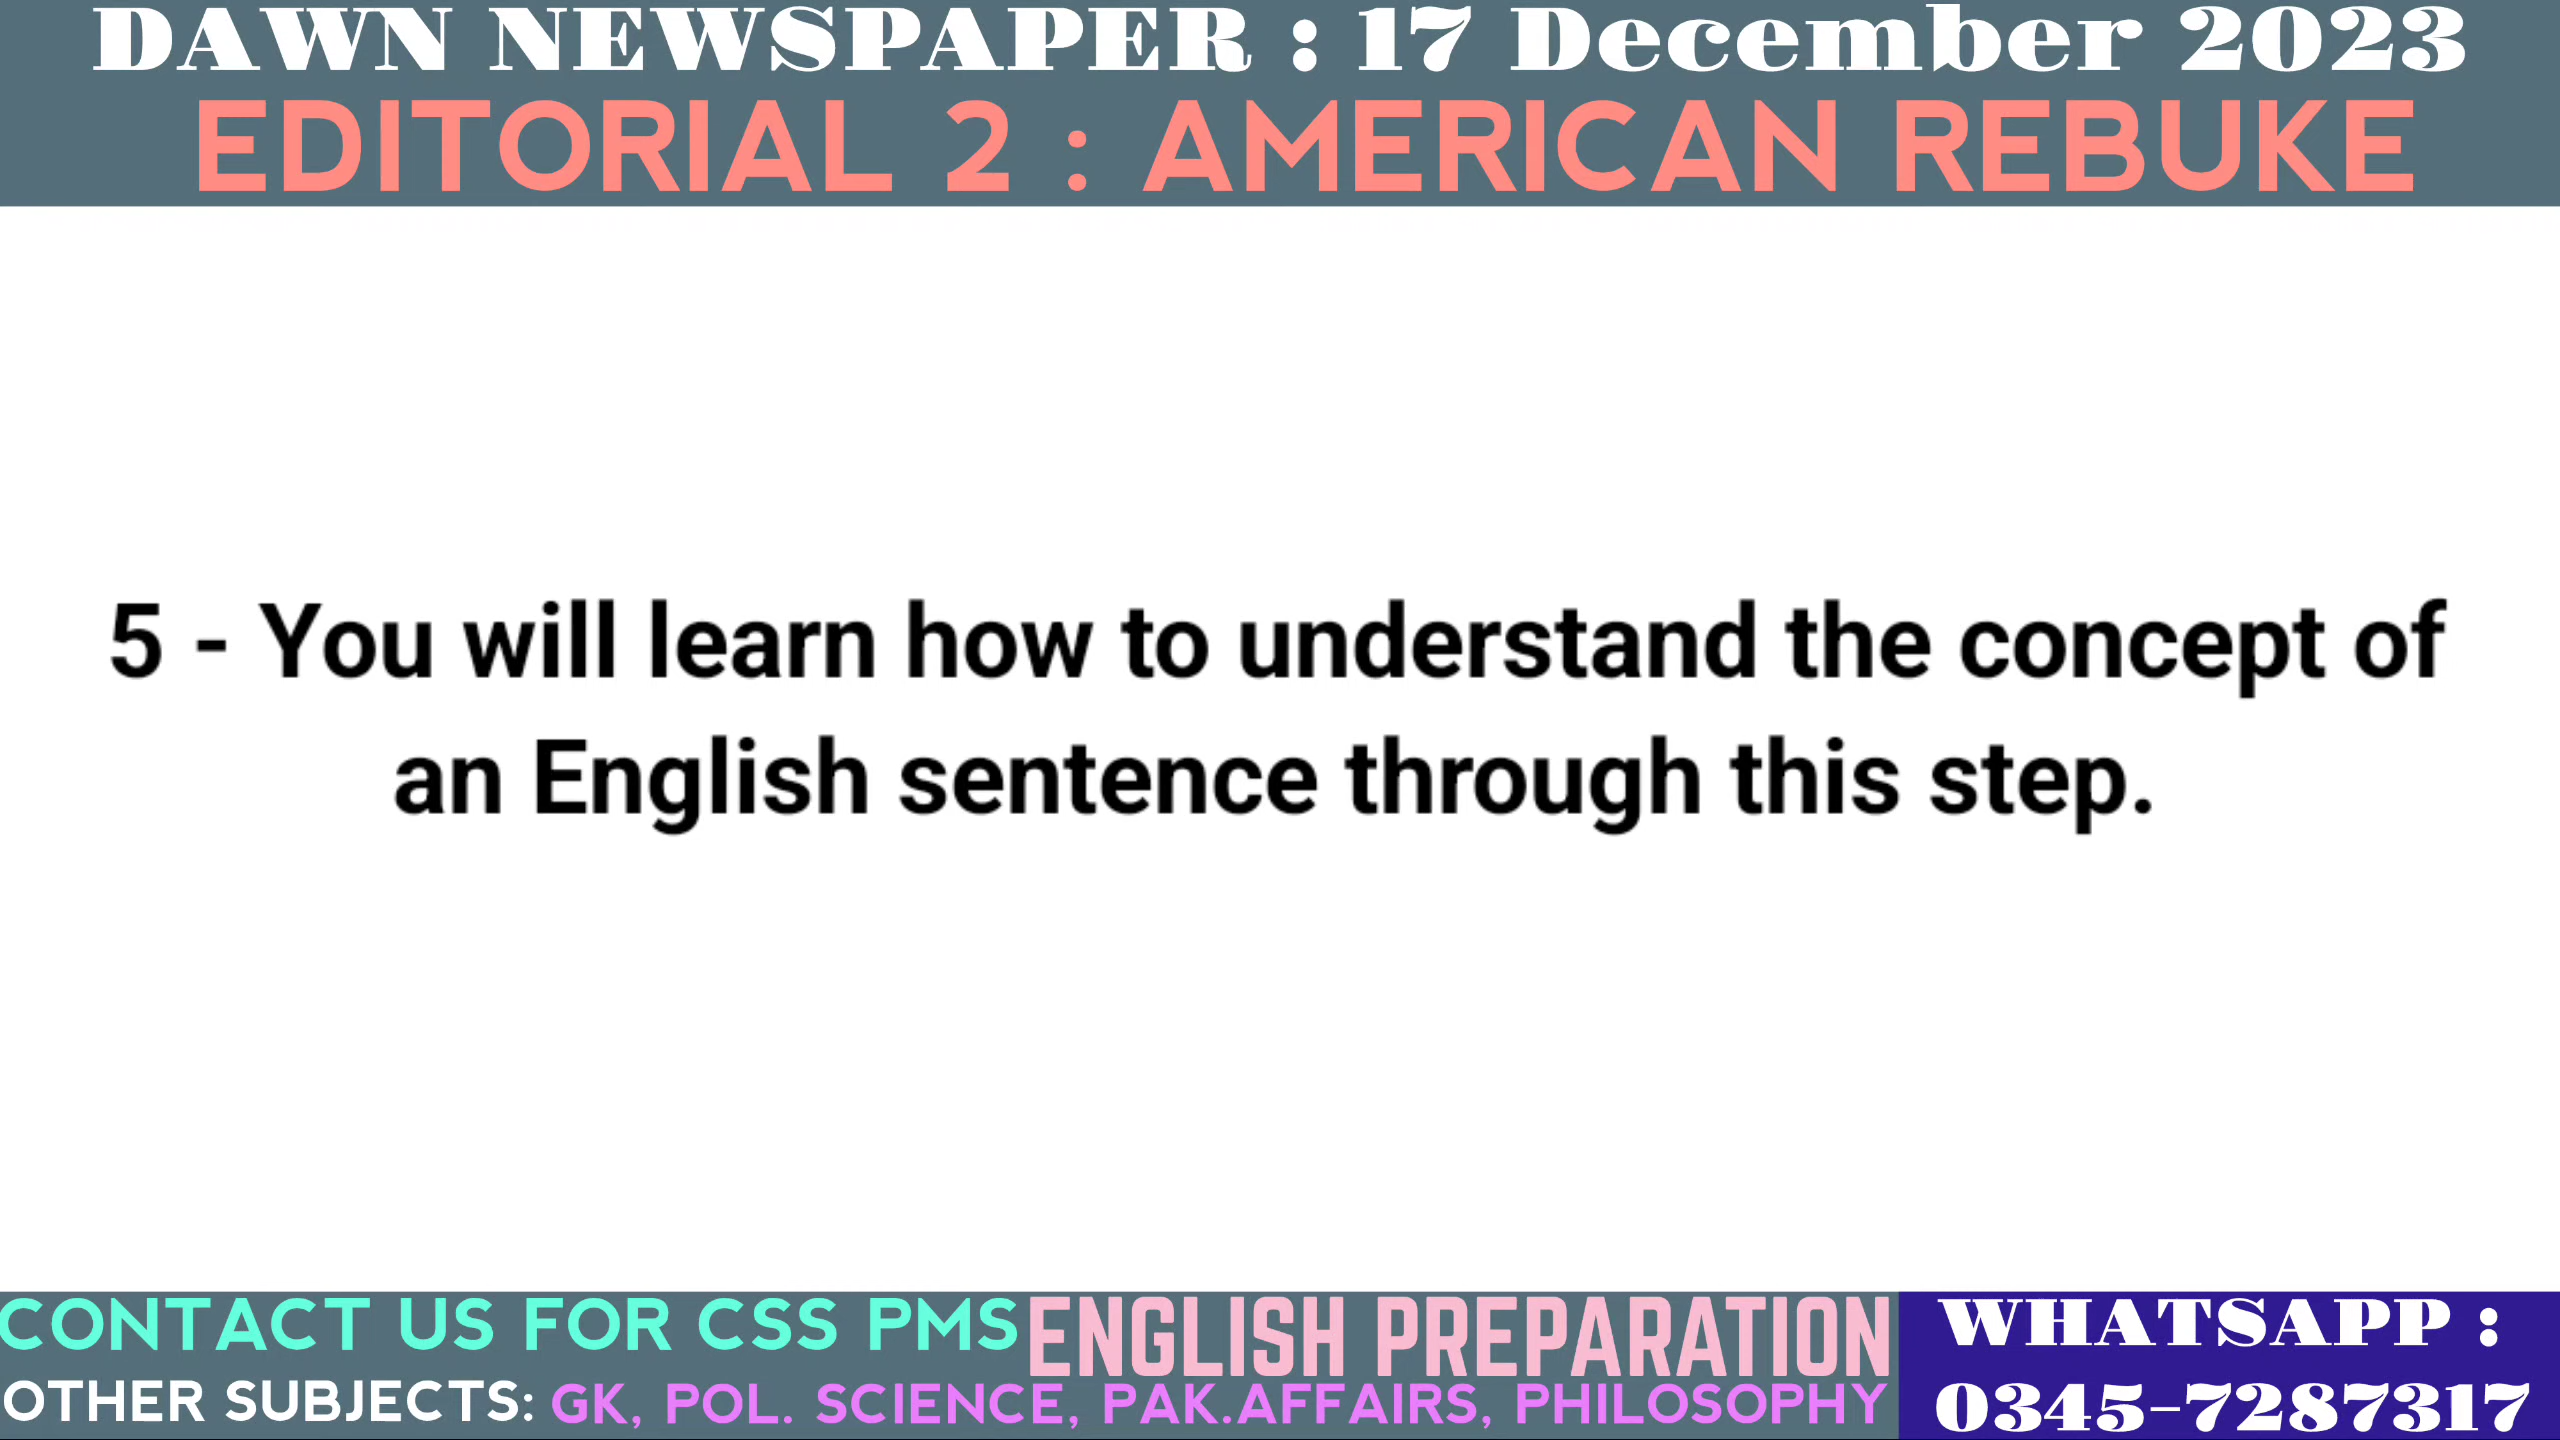 DAWN NEWSPAPER : 17 December 2023
EDITORIAL 2 : AMERICAN REBUKE
5 - You will learn how to understand the concept of
an English sentence through this step.
CONTACT US FOR CSS PMS ENGLISH PREPARATION
OTHER SUBJECTS: GK, POL. SCIENCE, PAK.AFFAIRS, PHILOSOPHY
WHATSAPP :
0345-7287317